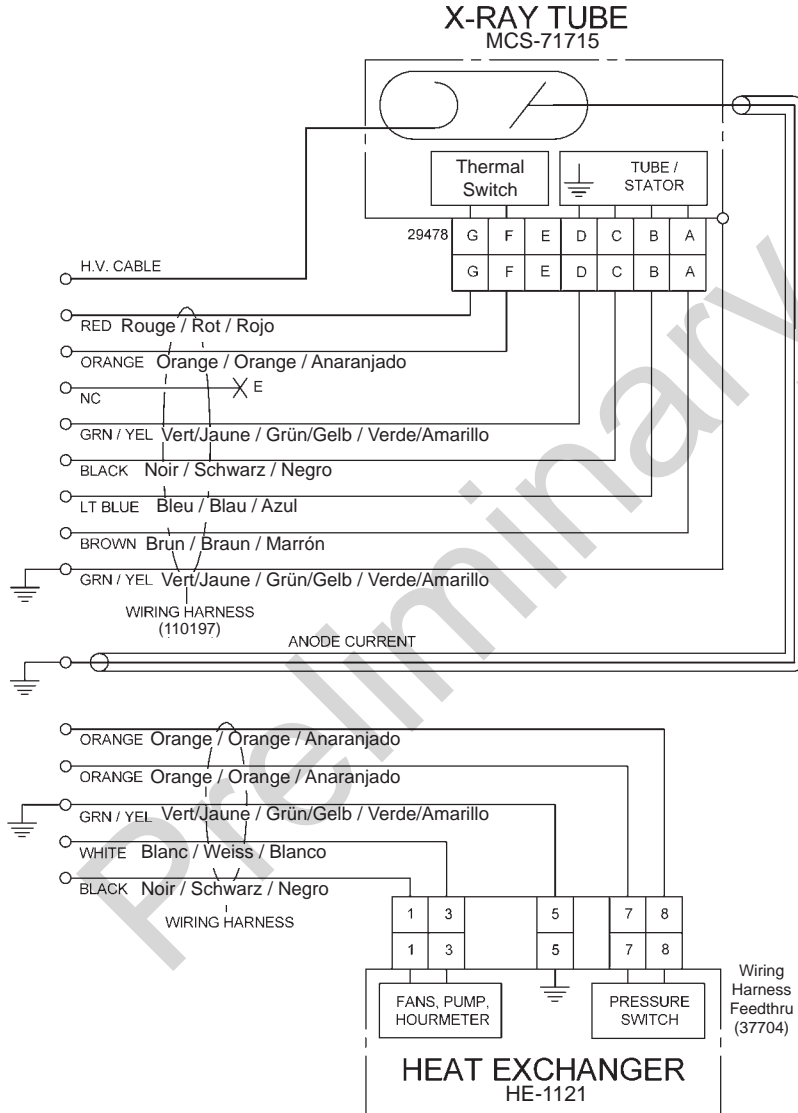 X-RAY TUBE
MCS-71715
Thermal
Switch
TUBE /
STATOR
29478 G F E D C B A
G F E D C B A
H.V. CABLE
RED Rouge / Rot / Rojo
ORANGE Orange / Orange / Anaranjado
NC
E
GRN / YEL Vert/Jaune / Grün/Gelb / Verde/Amarillo
BLACK Noir / Schwarz / Negro
LT BLUE Bleu / Blau / Azul
BROWN Brun / Braun / Marrón
GRN / YEL Vert/Jaune / Grün/Gelb / Verde/Amarillo
WIRING HARNESS
(110197)
ANODE CURRENT
ORANGE Orange / Orange / Anaranjado
ORANGE Orange / Orange / Anaranjado
GRN / YEL Vert/Jaune / Grün/Gelb / Verde/Amarillo
WHITE Blanc / Weiss / Blanco
BLACK Noir / Schwarz / Negro
WIRING HARNESS
1 3 5 7 8
1 3 5 7 8
FANS, PUMP,
HOURMETER
PRESSURE
SWITCH
Wiring
Harness
Feedthru
(37704)
HEAT EXCHANGER
HE-1121
Preliminary